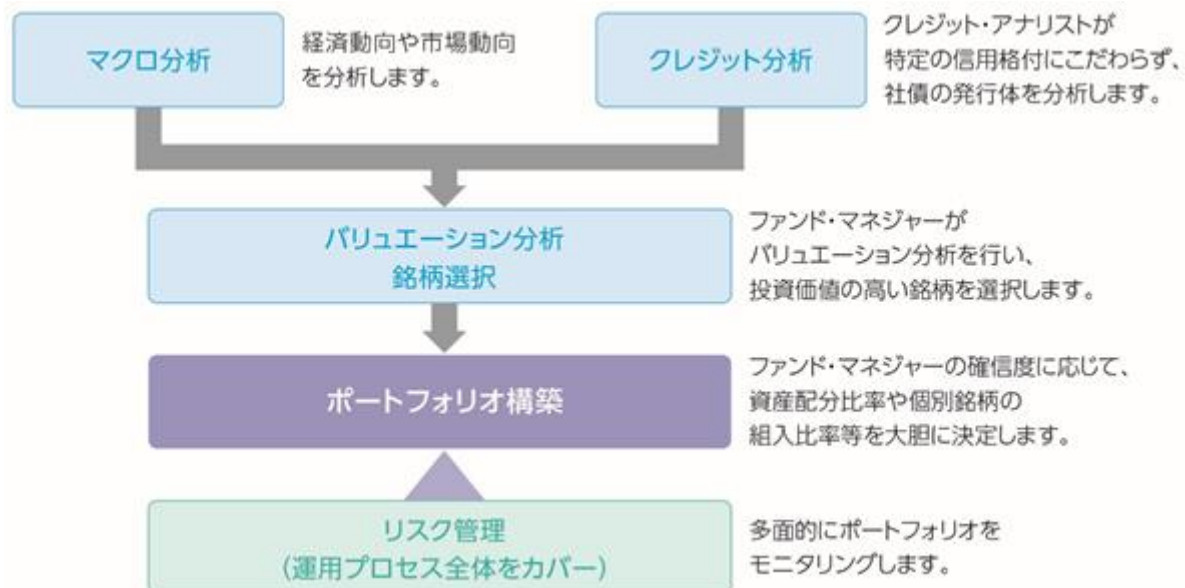 マクロ分析
経済動向や市場動向
を分析します。
クレジット分析
クレジット・アナリストが
特定の信用格付にこだわらず、
社債の発行体を分析します。
バリュエーション分析
銘柄選択
ファンド・マネジャーが
バリュエーション分析を行い、
投資価値の高い銘柄を選択します。
ポートフォリオ構築
ファンド・マネジャーの確信度に応じて、
資産配分比率や個別銘柄の
組入比率等を大胆に決定します。
リスク管理
(運用プロセス全体をカバー)
多面的にポートフォリオを
モニタリングします。